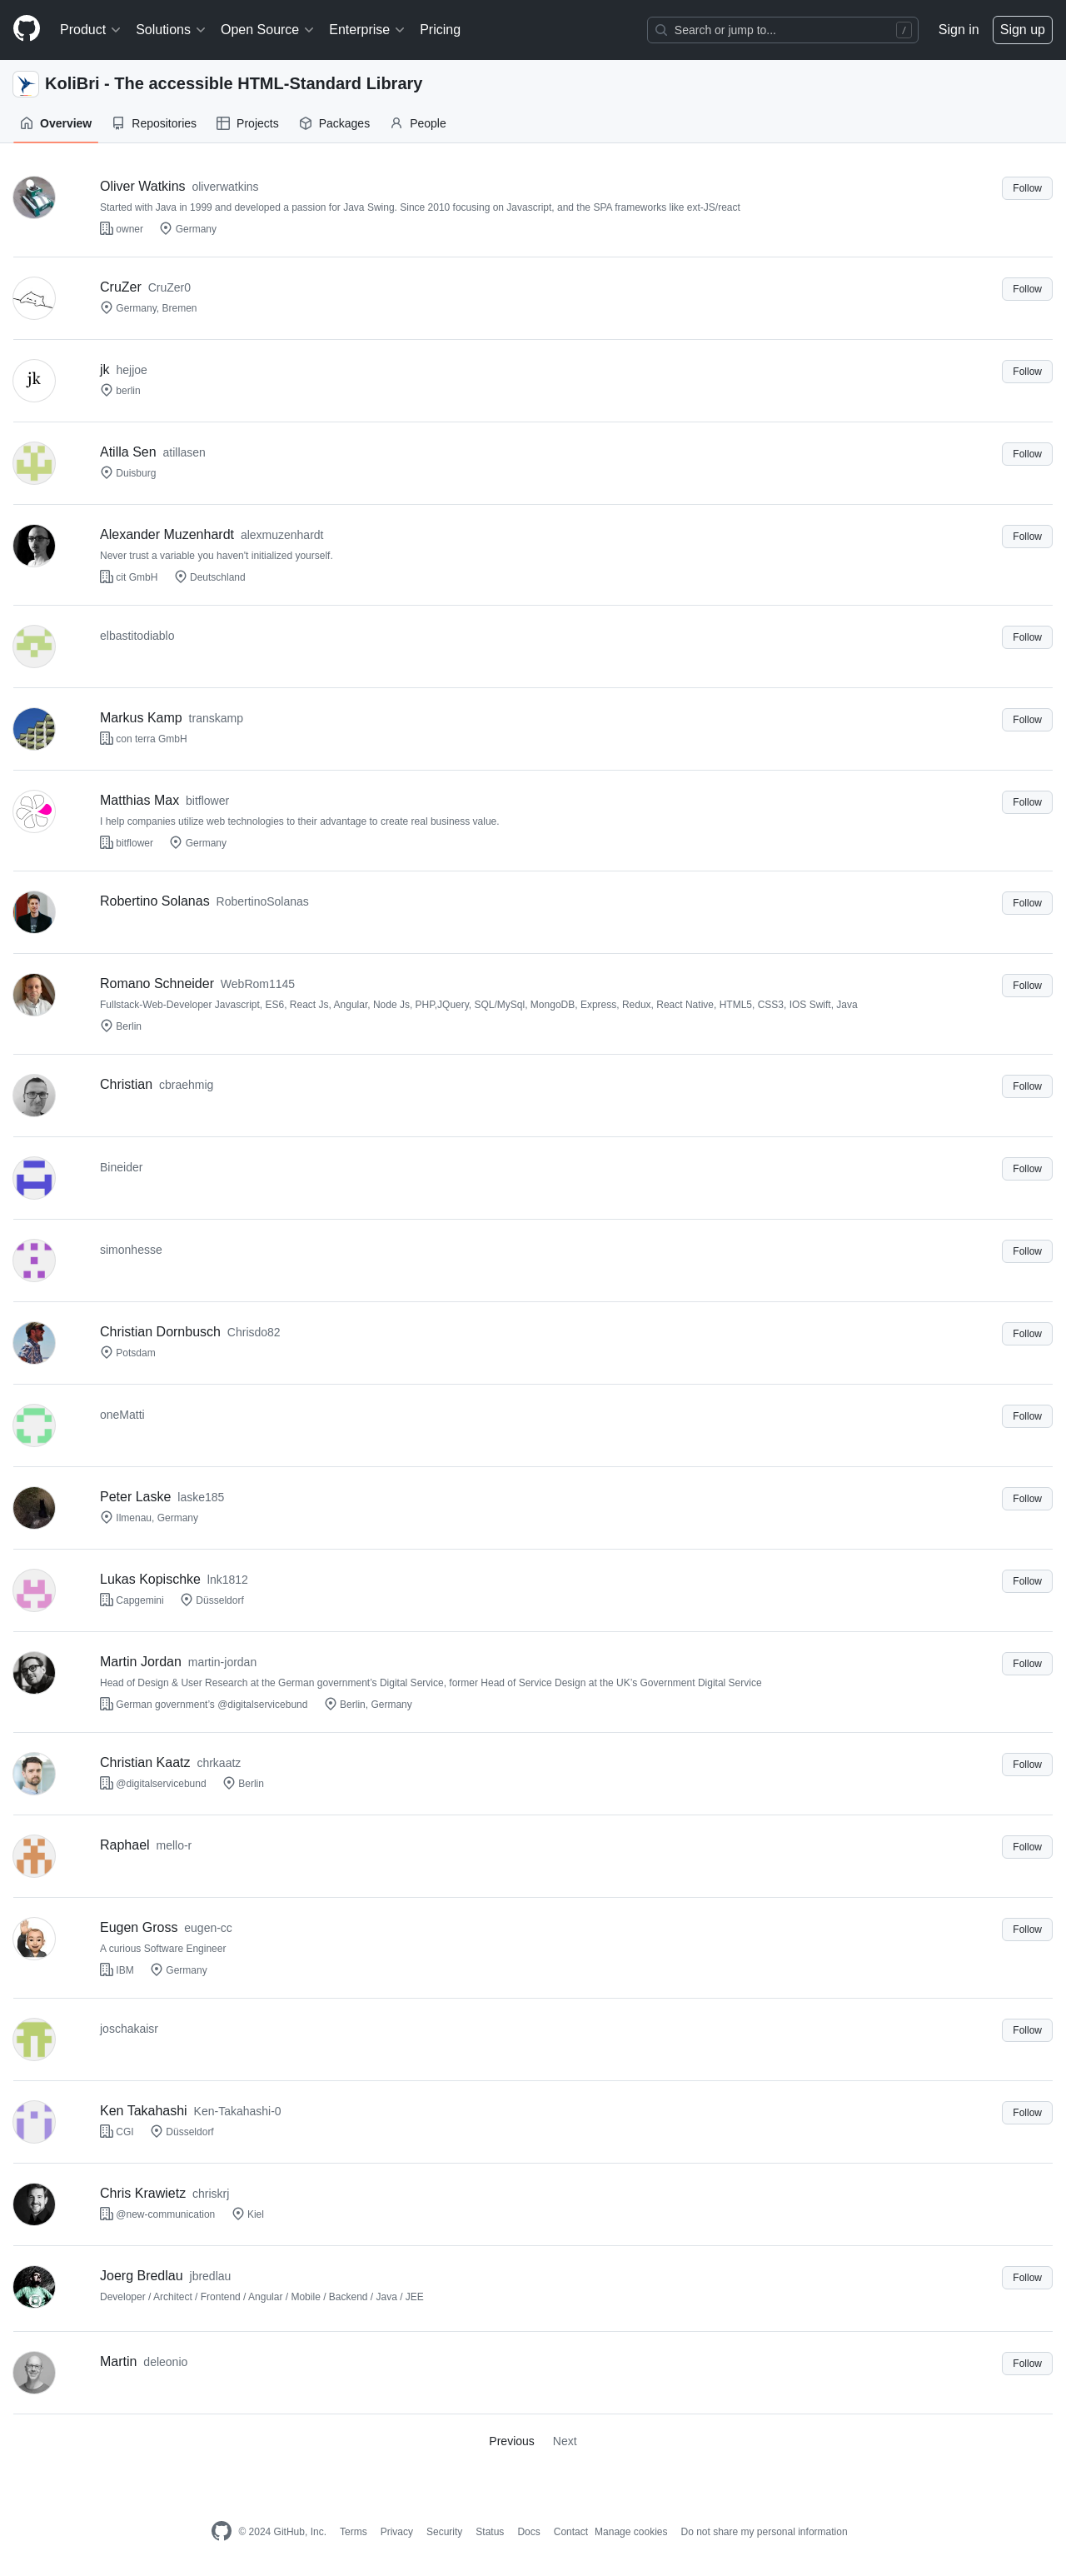 Product Solutions Open Source Enterprise Pricing Search or jump to... / Sign in Sign up
KoliBri - The accessible HTML-Standard Library
Overview Repositories Projects Packages People
Oliver Watkins oliverwatkins Follow
Started with Java in 1999 and developed a passion for Java Swing. Since 2010 focusing on Javascript, and the SPA frameworks like ext-JS/react
owner Germany
CruZer CruZer0 Follow
Germany, Bremen
jk
jk hejjoe Follow
berlin
Atilla Sen atillasen Follow
Duisburg
Alexander Muzenhardt alexmuzenhardt Follow
Never trust a variable you haven't initialized yourself.
cit GmbH Deutschland
elbastitodiablo Follow
Markus Kamp transkamp Follow
con terra GmbH
Matthias Max bitflower Follow
I help companies utilize web technologies to their advantage to create real business value.
bitflower Germany
Robertino Solanas RobertinoSolanas Follow
Romano Schneider WebRom1145 Follow
Fullstack-Web-Developer Javascript, ES6, React Js, Angular, Node Js, PHP,JQuery, SQL/MySql, MongoDB, Express, Redux, React Native, HTML5, CSS3, IOS Swift, Java
Berlin
Christian cbraehmig Follow
Bineider Follow
simonhesse Follow
Christian Dornbusch Chrisdo82 Follow
Potsdam
oneMatti Follow
Peter Laske laske185 Follow
Ilmenau, Germany
Lukas Kopischke lnk1812 Follow
Capgemini Düsseldorf
Martin Jordan martin-jordan Follow
Head of Design & User Research at the German government's Digital Service, former Head of Service Design at the UK's Government Digital Service
German government's @digitalservicebund Berlin, Germany
Christian Kaatz chrkaatz Follow
@digitalservicebund Berlin
Raphael mello-r Follow
Eugen Gross eugen-cc Follow
A curious Software Engineer
IBM Germany
joschakaisr Follow
Ken Takahashi Ken-Takahashi-0 Follow
CGI Düsseldorf
Chris Krawietz chriskrj
@new-communication Kiel
Joerg Bredlau jbredlau Follow
Developer / Architect / Frontend / Angular / Mobile / Backend / Java / JEE
Martin deleonio Follow
Previous Next
© 2024 GitHub, Inc. Terms Privacy Security Status Docs Contact Manage cookies Do not share my personal information